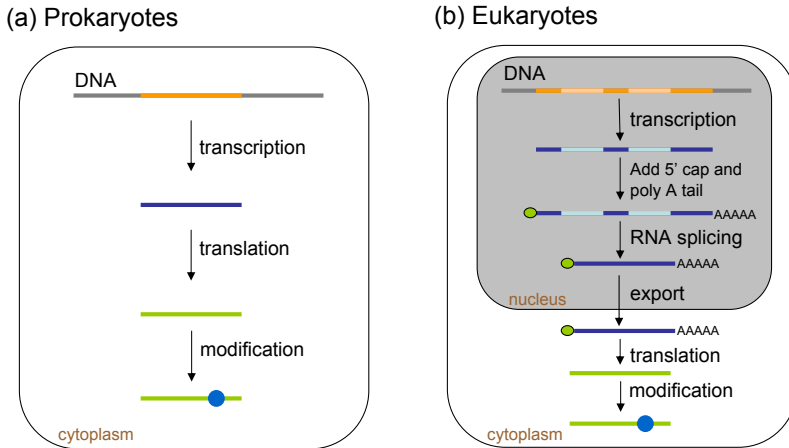 (a) Prokaryotes
DNA
transcription
translation
modification
cytoplasm
(b) Eukaryotes
DNA
transcription
Add 5' cap and
poly A tail
AAAAA
RNA splicing
AAAAA
nucleus
export
AAAAA
translation
modification
cytoplasm